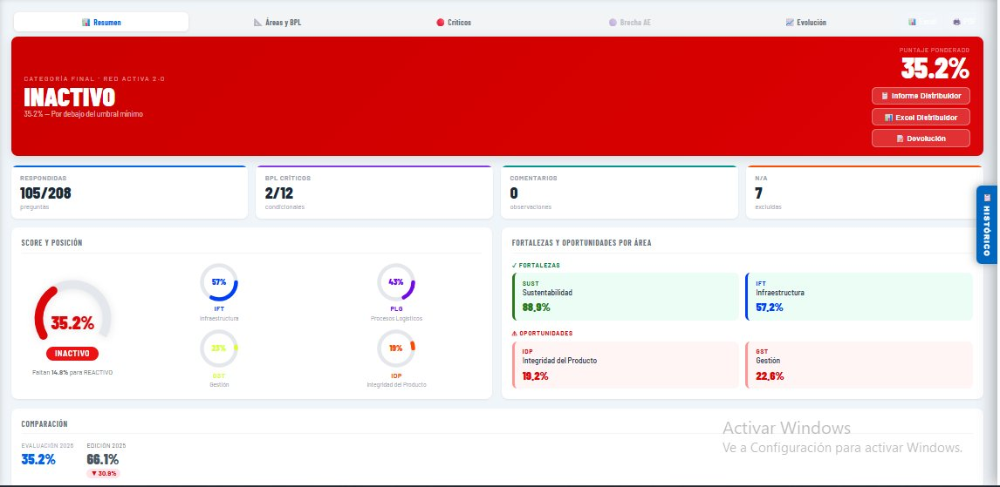 Resumen
Áreas y BPL
Críticos
Brecha AE
Evolución
Excel
PDF
CATEGORÍA FINAL · RED ACTIVA 2.0
INACTIVO
35.2% — Por debajo del umbral mínimo
PUNTAJE PONDERADO
35.2%
Informe Distribuidor
Excel Distribuidor
Devolución
RESPONDIDAS
105/208
preguntas
BPL CRÍTICOS
2/12
condicionales
COMENTARIOS
0
observaciones
N/A
7
excluidas
HISTÓRICO
SCORE Y POSICIÓN
35.2%
INACTIVO
Faltan 14.8% para REACTIVO
57%
IFT
Infraestructura
43%
PLG
Procesos Logísticos
23%
GST
Gestión
19%
IDP
Integridad del Producto
FORTALEZAS Y OPORTUNIDADES POR ÁREA
✓ FORTALEZAS
SUST
Sustentabilidad
88,9%
IFT
Infraestructura
57,2%
⚠ OPORTUNIDADES
IDP
Integridad del Producto
19,2%
GST
Gestión
22,6%
COMPARACIÓN
EVALUACIÓN 2026
35.2%
EDICIÓN 2025
66.1%
▼ 30.9%
Activar Windows
Ve a Configuración para activar Windows.